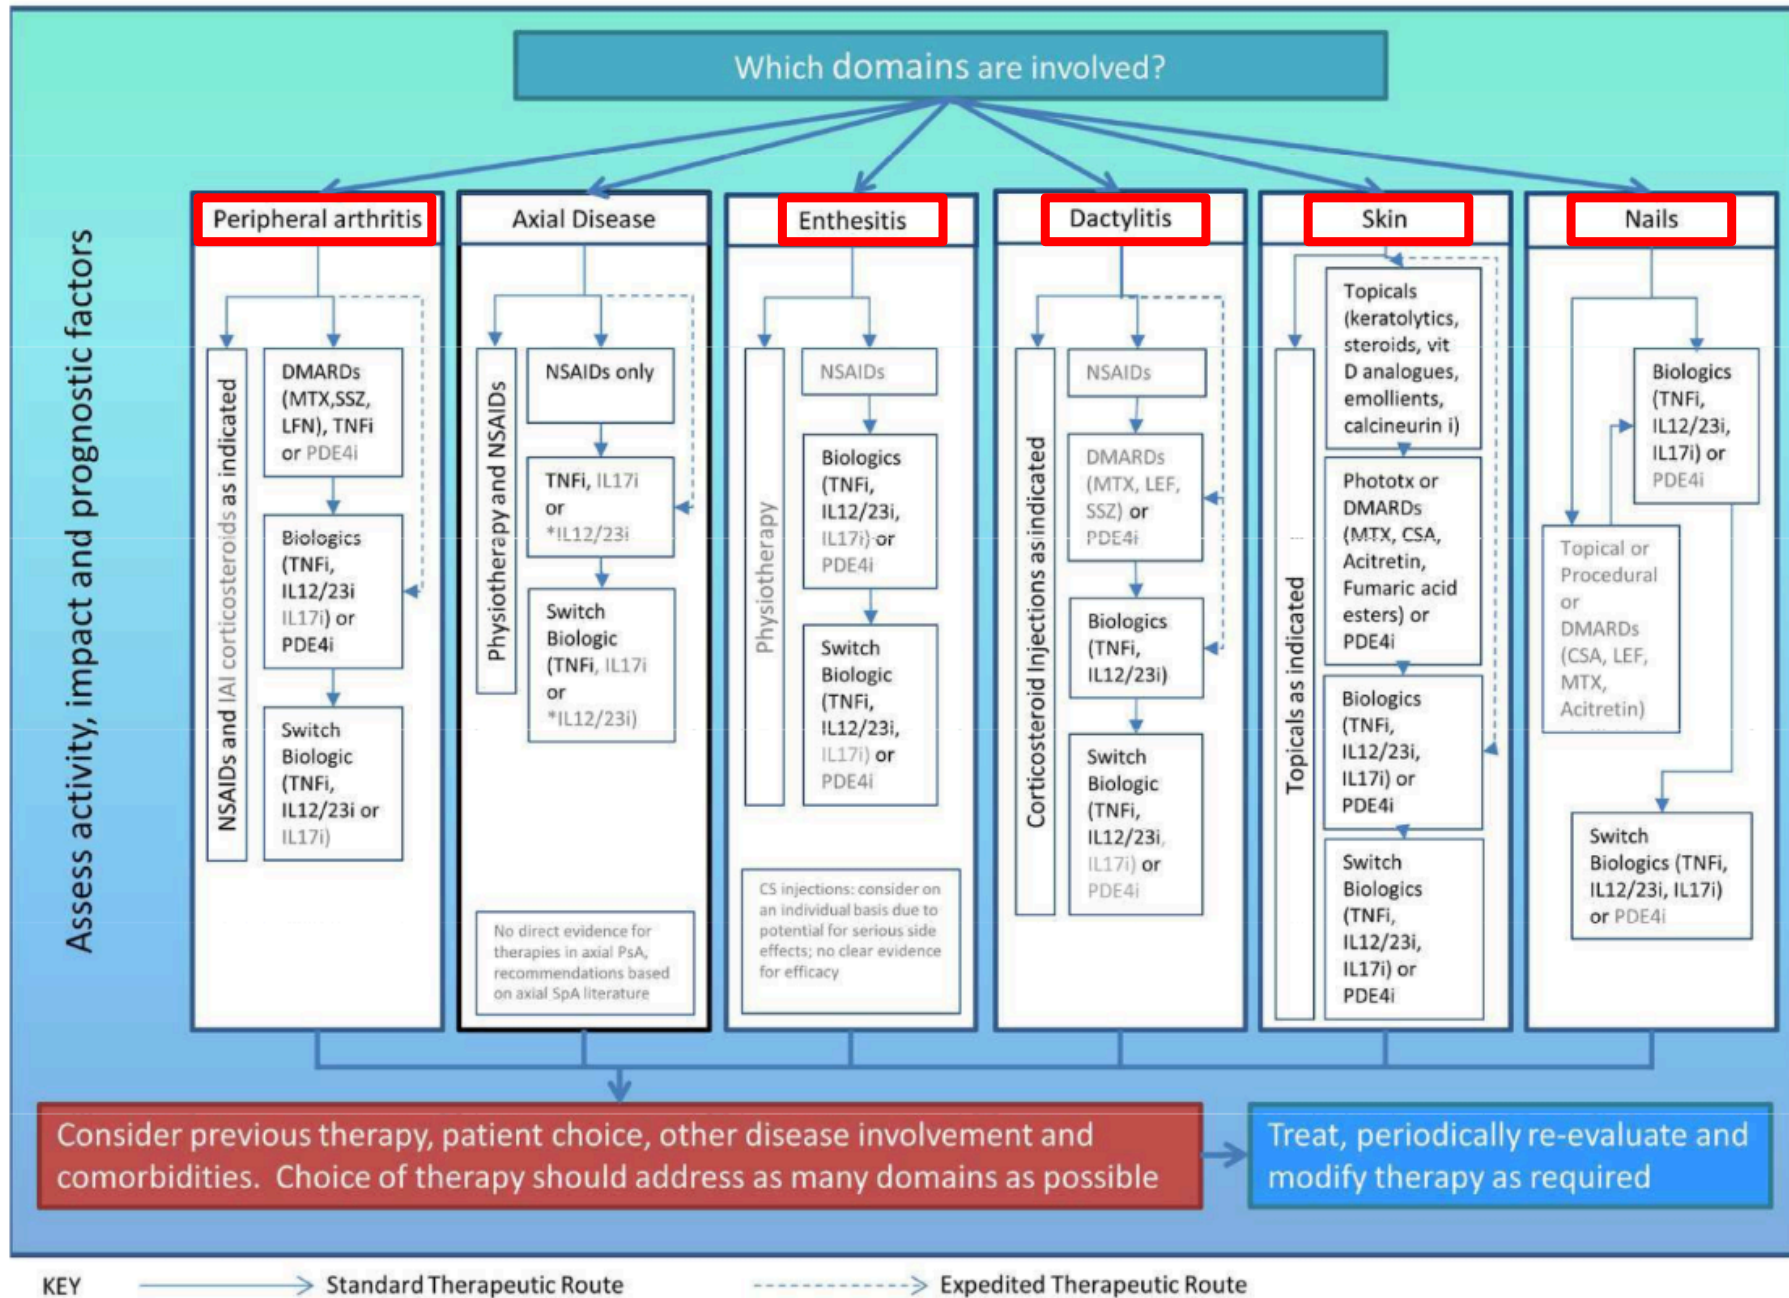 Which domains are involved?
Assess activity, impact and prognostic factors
Peripheral arthritis
NSAIDs and IAI corticosteroids as indicated
DMARDs
(MTX,SSZ,
LFN), TNFi
or PDE4i
Biologics
(TNFi,
IL12/23i
IL17i) or
PDE4i
Switch
Biologic
(TNFi,
IL12/23i or
IL17i)
Axial Disease
Physiotherapy and NSAIDs
NSAIDs only
TNFi, IL17i
or
*IL12/23i
Switch
Biologic
(TNFi, IL17i
or
*IL12/23i)
No direct evidence for
therapies in axial PsA,
recommendations based
on axial SpA literature
Enthesitis
Physiotherapy
NSAIDs
Biologics
(TNFi,
IL12/23i,
IL17i) or
PDE4i
Switch
Biologic
(TNFi,
IL12/23i,
IL17i) or
PDE4i
CS injections: consider on
an individual basis due to
potential for serious side
effects; no clear evidence
for efficacy
Dactylitis
Corticosteroid Injections as indicated
NSAIDs
DMARDs
(MTX, LEF,
SSZ) or
PDE4i
Biologics
(TNFi,
IL12/23i)
Switch
Biologic
(TNFi,
IL12/23i,
IL17i) or
PDE4i
Skin
Topicals as indicated
Topicals
(keratolytics,
steroids, vit
D analogues,
emollients,
calcineurin i)
Phototx or
DMARDs
(MTX, CSA,
Acitretin,
Fumaric acid
esters) or
PDE4i
Biologics
(TNFi,
IL12/23i,
IL17i) or
PDE4i
Switch
Biologics
(TNFi,
IL12/23i,
IL17i) or
PDE4i
Nails
Biologics
(TNFi,
IL12/23i,
IL17i) or
PDE4i
Topical or
Procedural
or
DMARDs
(CSA, LEF,
MTX,
Acitretin)
Switch
Biologics (TNFi,
IL12/23i, IL17i)
or PDE4i
Consider previous therapy, patient choice, other disease involvement and
comorbidities. Choice of therapy should address as many domains as possible
Treat, periodically re-evaluate and
modify therapy as required
KEY
Standard Therapeutic Route
Expedited Therapeutic Route